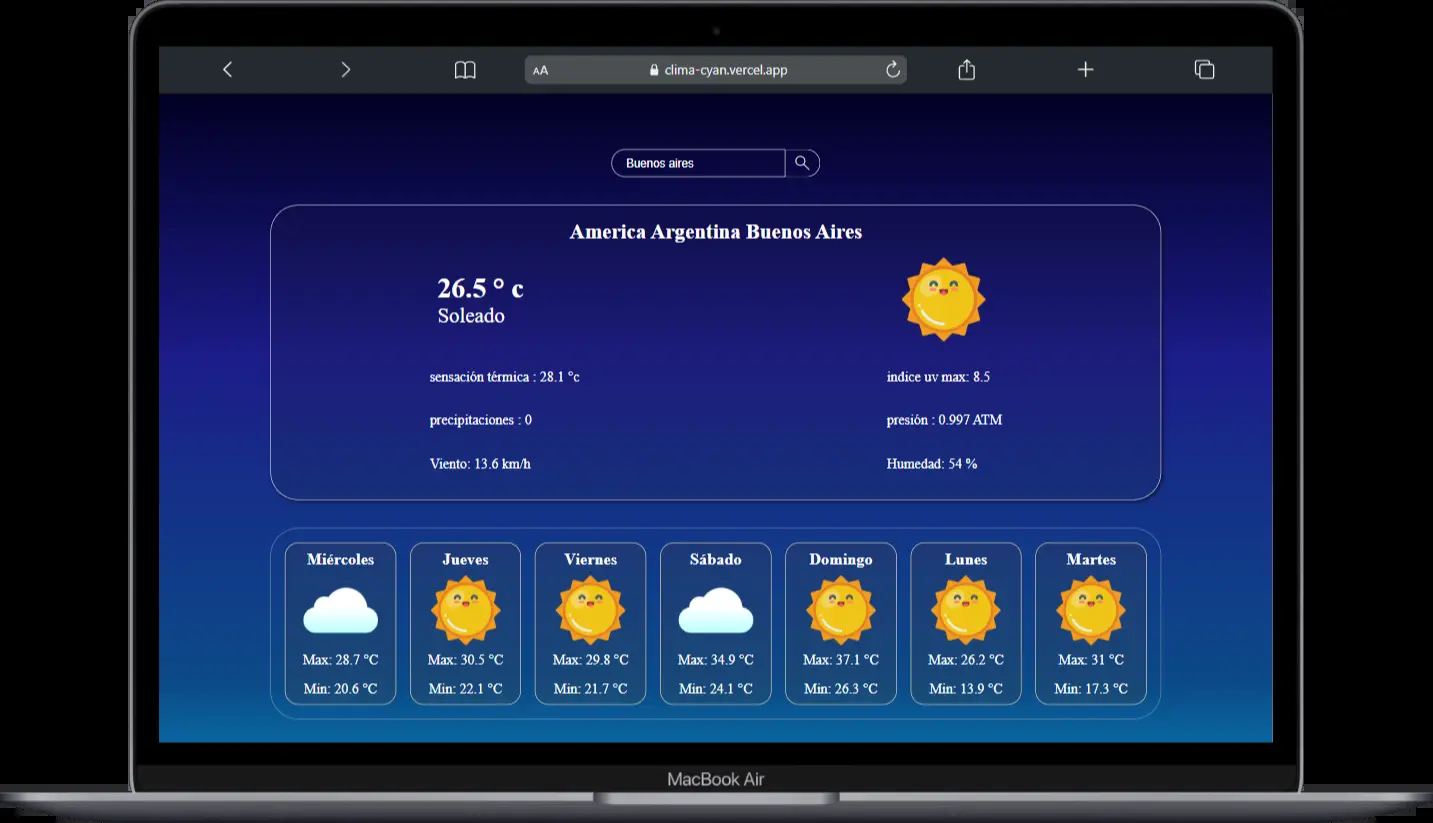 AA clima-cyan.vercel.app
Buenos aires
America Argentina Buenos Aires
26.5 ° c
Soleado
sensación térmica : 28.1 °c
indice uv max: 8.5
precipitaciones : 0
presión : 0.997 ATM
Viento: 13.6 km/h
Humedad: 54 %
Miércoles
Max: 28.7 °C
Min: 20.6 °C
Jueves
Max: 30.5 °C
Min: 22.1 °C
Viernes
Max: 29.8 °C
Min: 21.7 °C
Sábado
Max: 34.9 °C
Min: 24.1 °C
Domingo
Max: 37.1 °C
Min: 26.3 °C
Lunes
Max: 26.2 °C
Min: 13.9 °C
Martes
Max: 31 °C
Min: 17.3 °C
MacBook Air